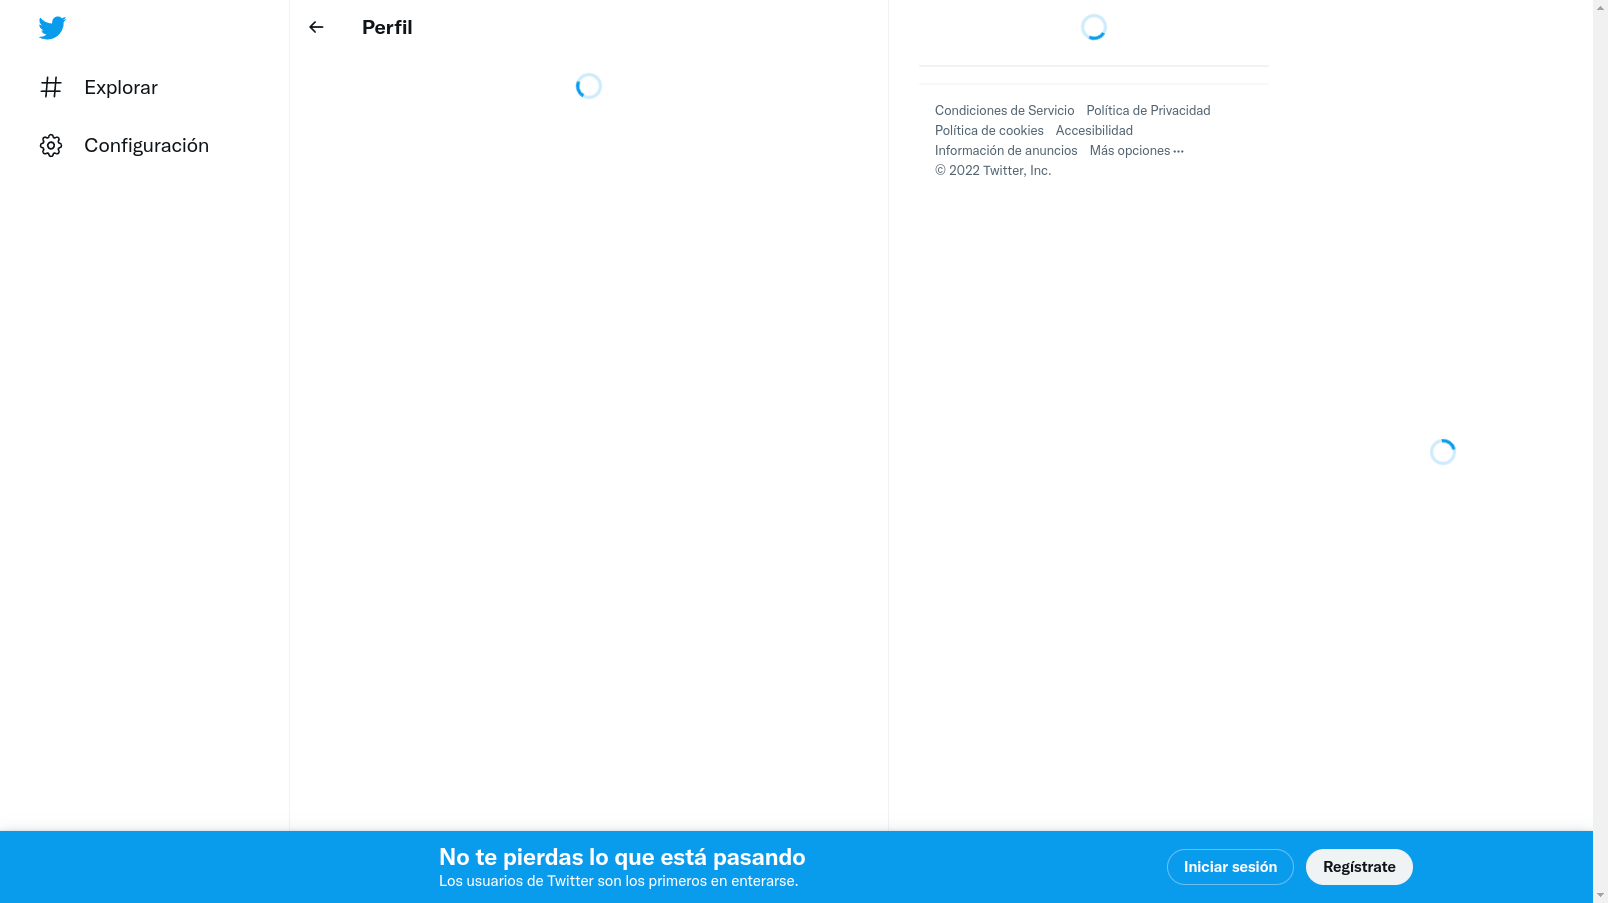 Explorar
Configuración
Perfil
Condiciones de Servicio Política de Privacidad
Política de cookies Accesibilidad
Información de anuncios Más opciones ···
© 2022 Twitter, Inc.
No te pierdas lo que está pasando
Los usuarios de Twitter son los primeros en enterarse.
Iniciar sesión Regístrate